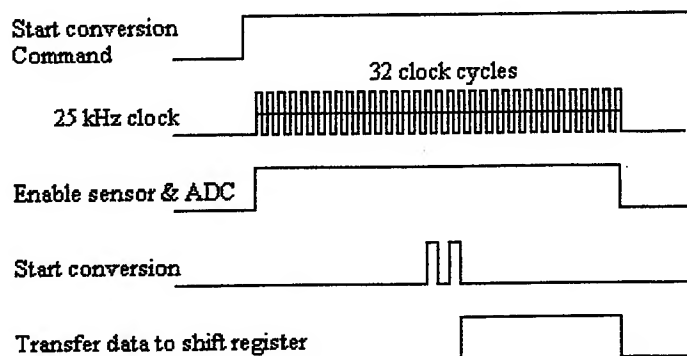 Start conversion
Command
32 clock cycles
25 kHz clock
Enable sensor & ADC
Start conversion
Transfer data to shift register